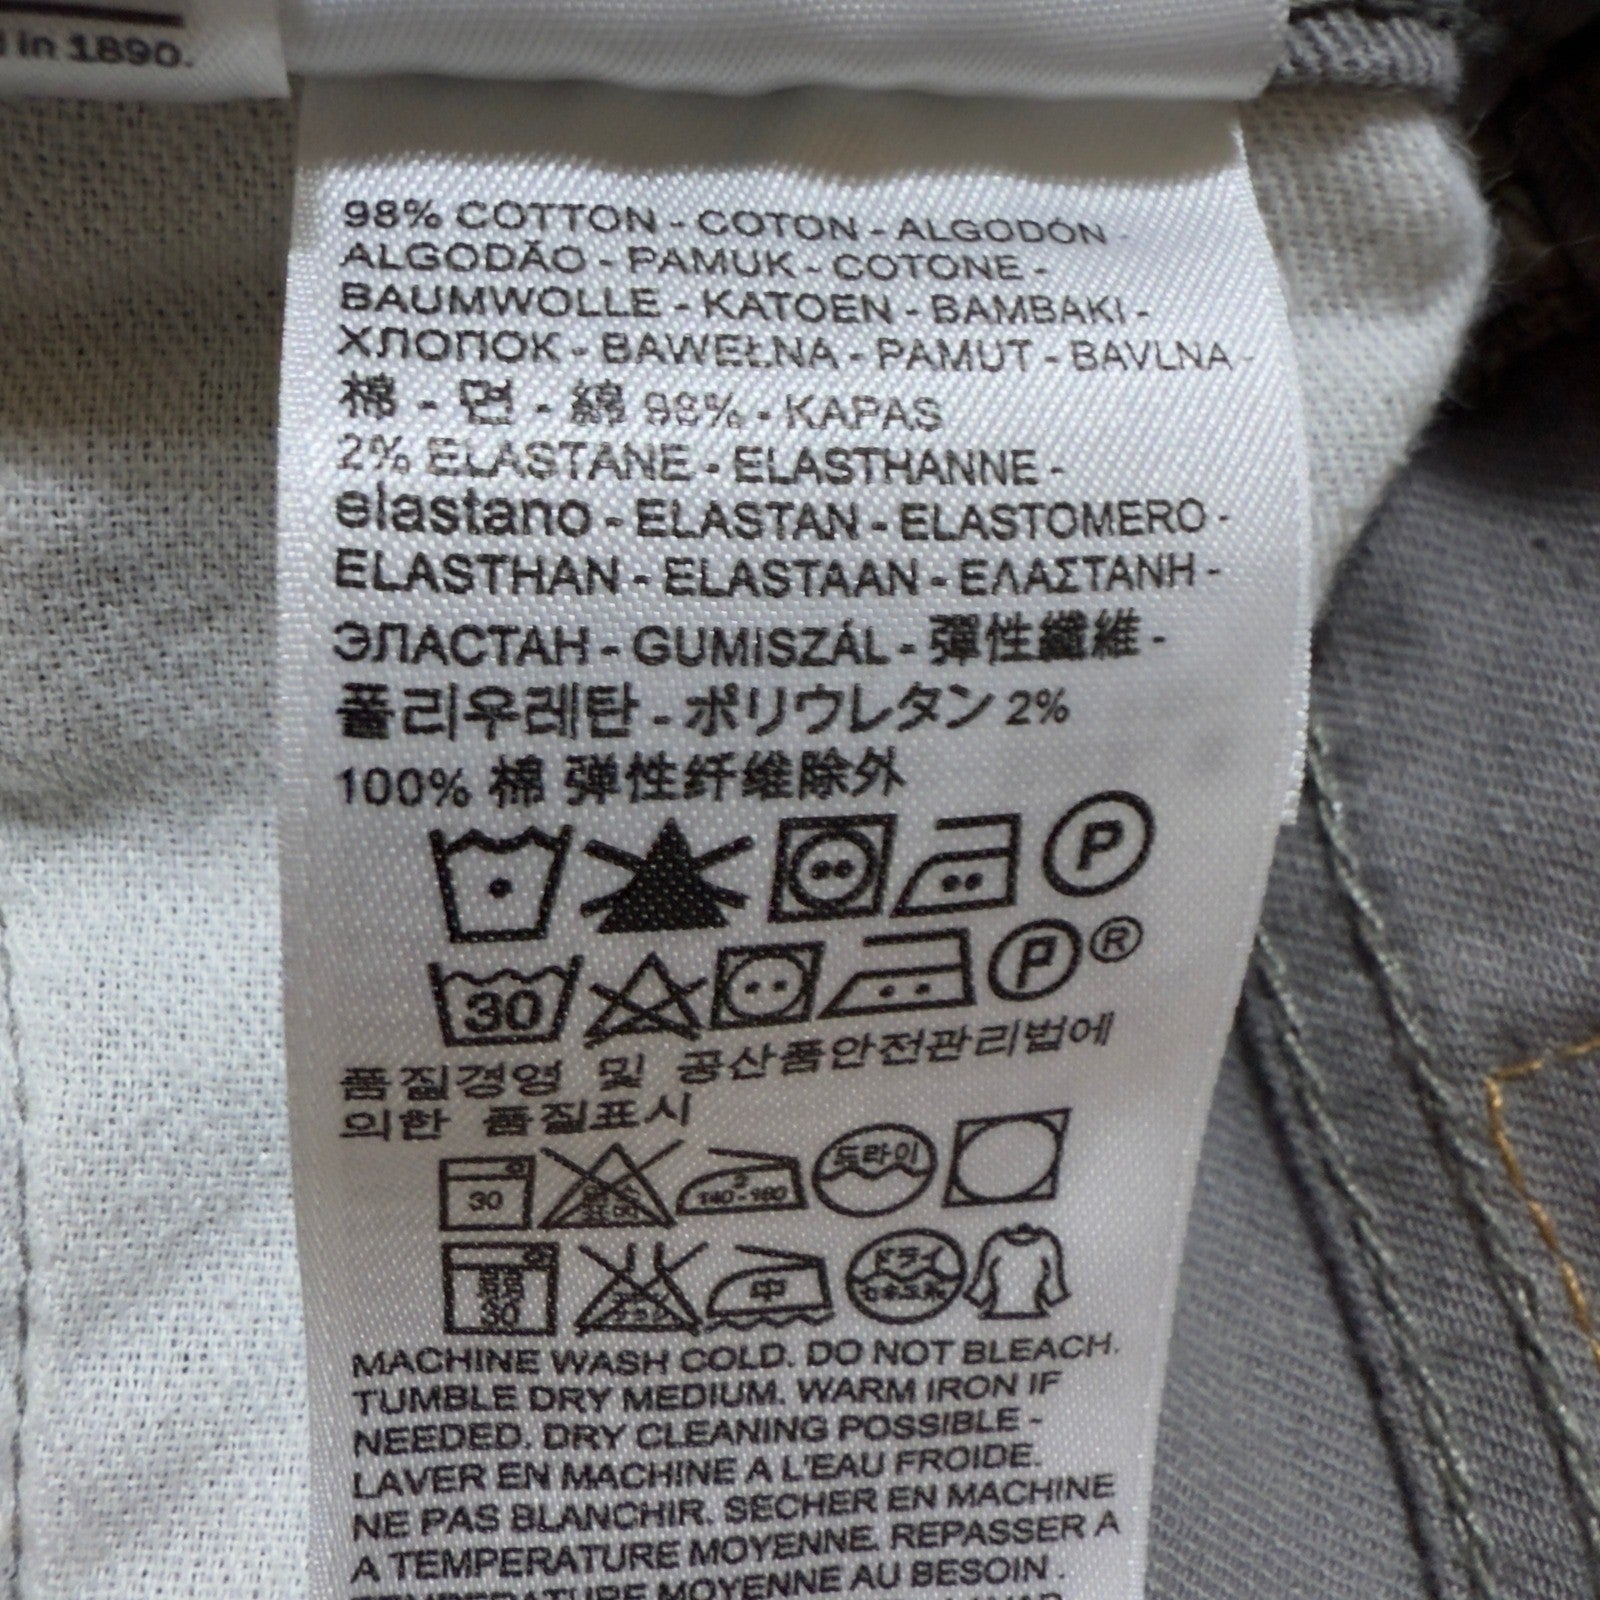 in 1890.
98% COTTON - COTON - ALGODÓN -
ALGODÃO - PAMUK - COTONE -
BAUMWOLLE - KATOEN - BAMBAKI -
ХЛОПОК - BAWEŁNA - PAMUT - BAVLNA -
棉 - 면 - 綿 98% - KAPAS
2% ELASTANE - ELASTHANNE -
elastano - ELASTAN - ELASTOMERO -
ELASTHAN - ELASTAAN - ΕΛΑΣΤΑΝΗ -
ЭЛАСТАН - GUMISZÁL - 彈性纖維 -
폴리우레탄 - ポリウレタン 2%
100% 棉 弹性纤维除外
P
30 P ®
품질경영 및 공산품안전관리법에
의한 품질표시
30 2 140-160 드라이
30 中 ドライ
MACHINE WASH COLD. DO NOT BLEACH.
TUMBLE DRY MEDIUM. WARM IRON IF
NEEDED. DRY CLEANING POSSIBLE -
LAVER EN MACHINE A L'EAU FROIDE.
NE PAS BLANCHIR. SECHER EN MACHINE
A TEMPERATURE MOYENNE. REPASSER A
TEMPERATURE MOYENNE AU BESOIN.